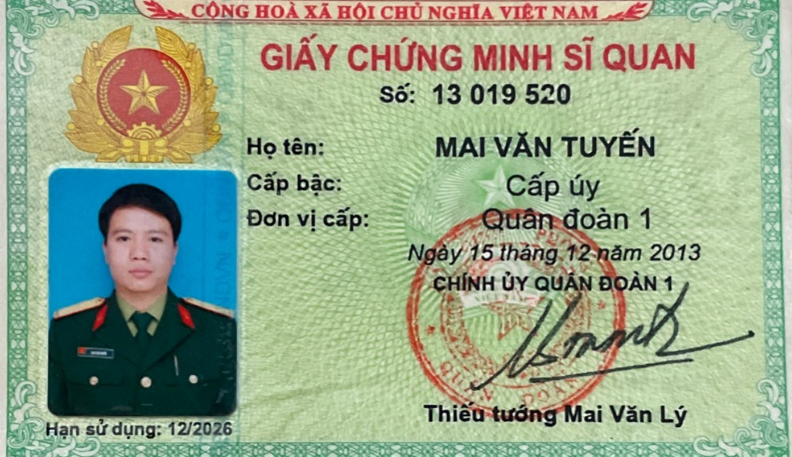 CỘNG HOÀ XÃ HỘI CHỦ NGHĨA VIỆT NAM
GIẤY CHỨNG MINH SĨ QUAN
Số: 13 019 520
Họ tên: MAI VĂN TUYẾN
Cấp bậc: Cấp úy
Đơn vị cấp: Quân đoàn 1
Ngày 15 tháng 12 năm 2013
CHÍNH ỦY QUÂN ĐOÀN 1
VIỆT NAM
Thiếu tướng Mai Văn Lý
Hạn sử dụng: 12/2026